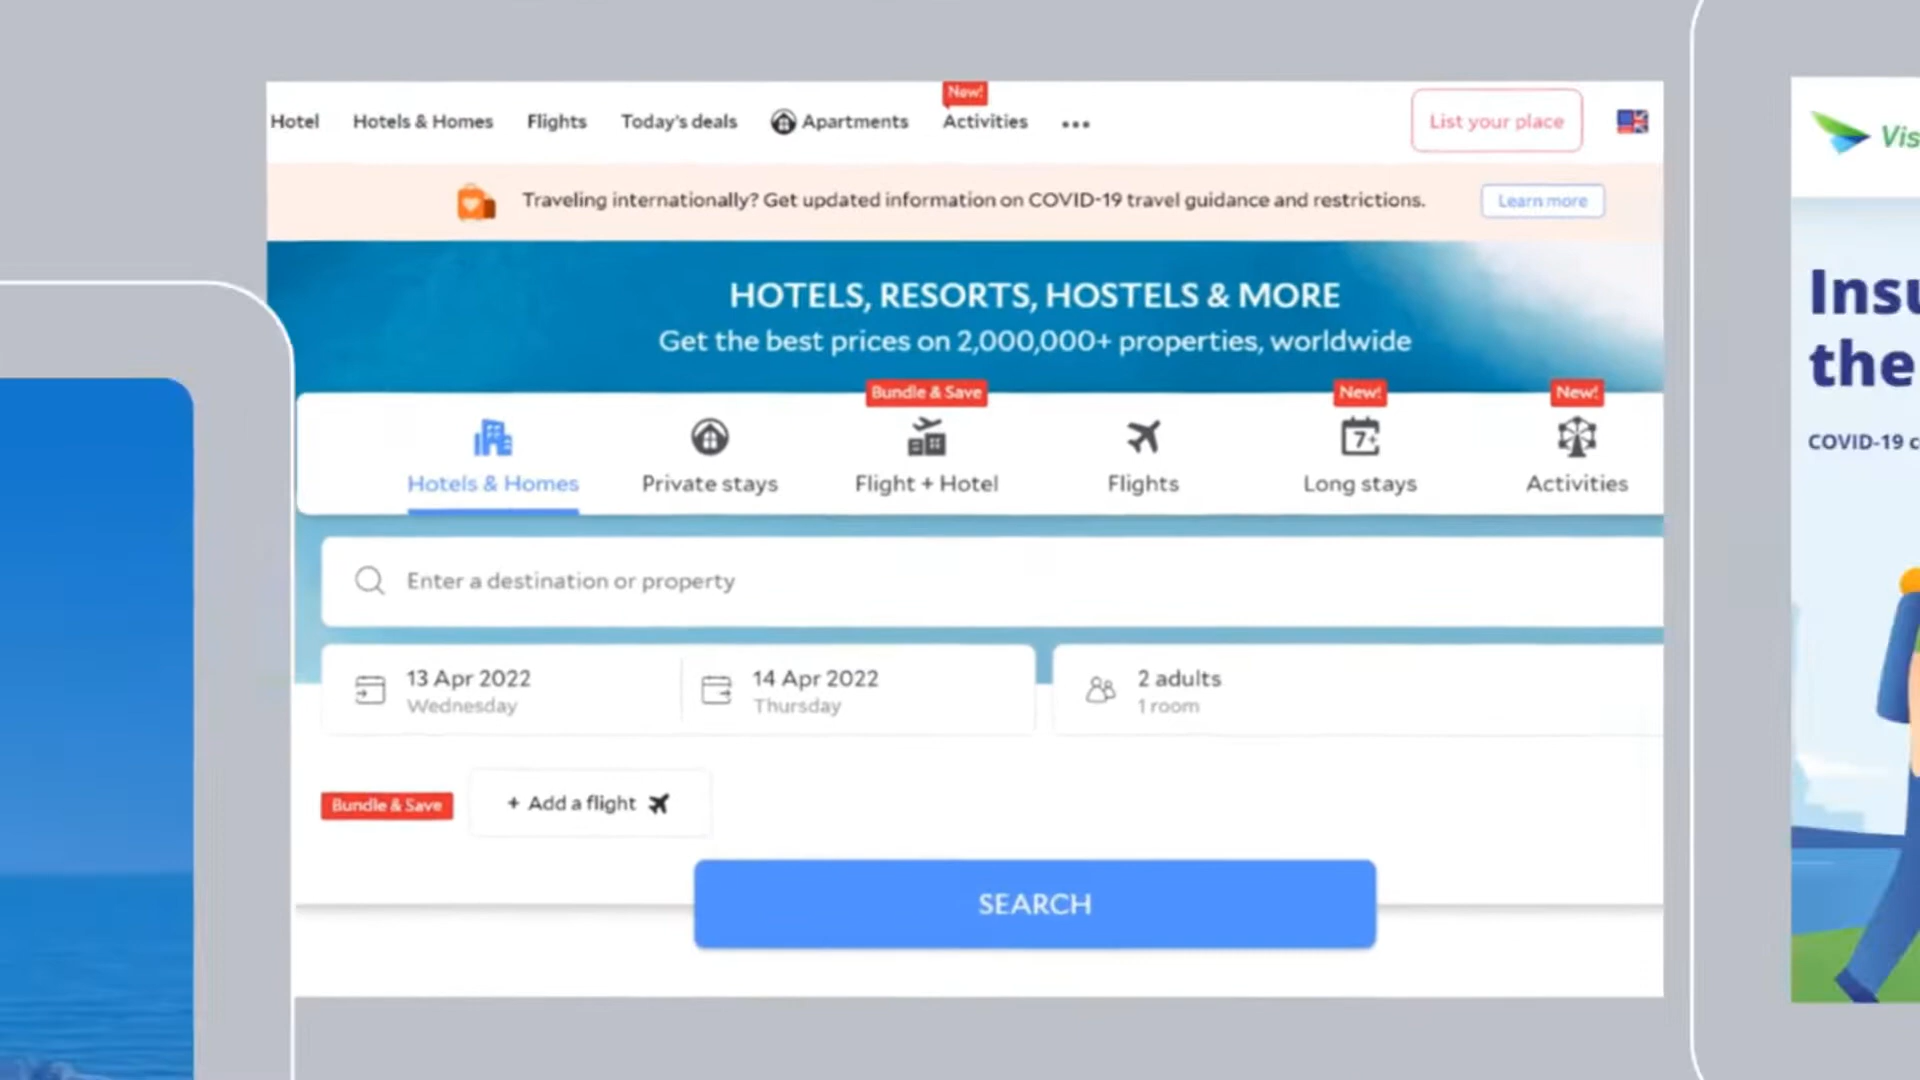 New!
Hotel Hotels & Homes Flights Today's deals Apartments Activities ••• List your place
Traveling internationally? Get updated information on COVID-19 travel guidance and restrictions. Learn more
HOTELS, RESORTS, HOSTELS & MORE
Get the best prices on 2,000,000+ properties, worldwide
Bundle & Save New! New!
7+
Hotels & Homes Private stays Flight + Hotel Flights Long stays Activities
Enter a destination or property
13 Apr 2022 14 Apr 2022 2 adults
Wednesday Thursday 1 room
Bundle & Save + Add a flight
SEARCH
Vis
Insu
the
COVID-19 c